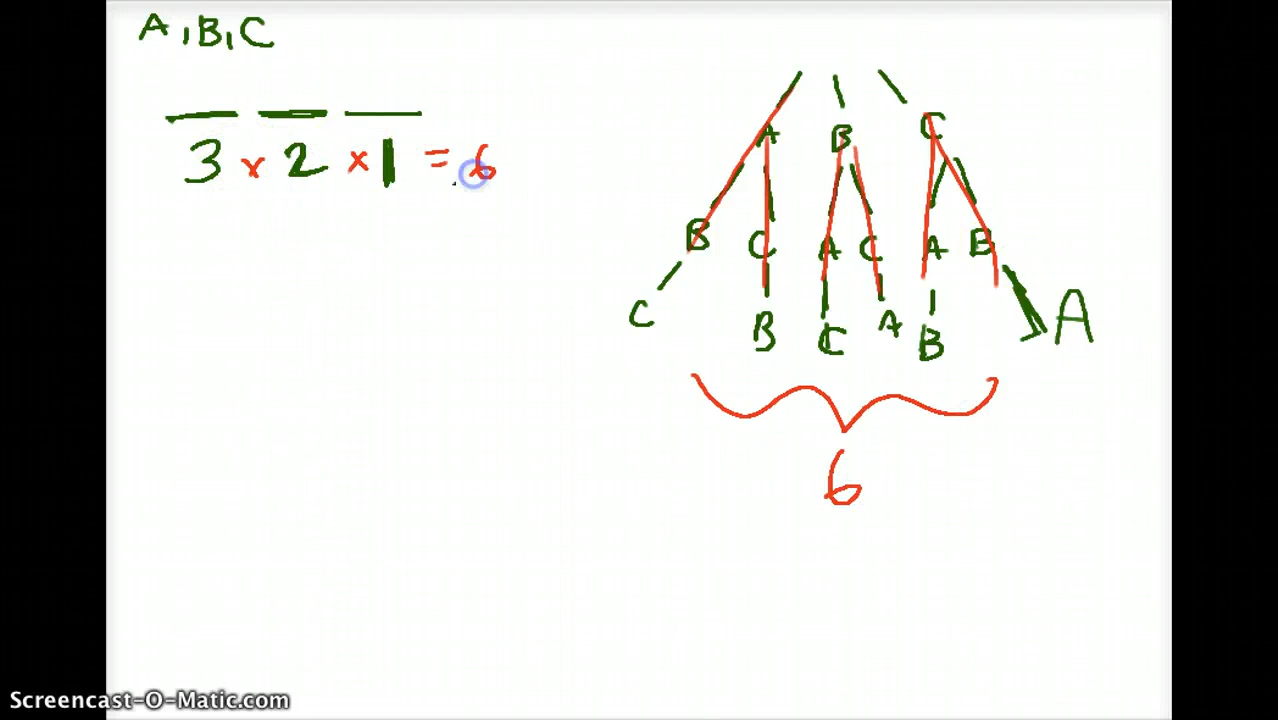 A, B, C
3 x 2 x 1 = 6
A B C
B C A C A B
C B C A B A
6
Screencast-O-Matic.com